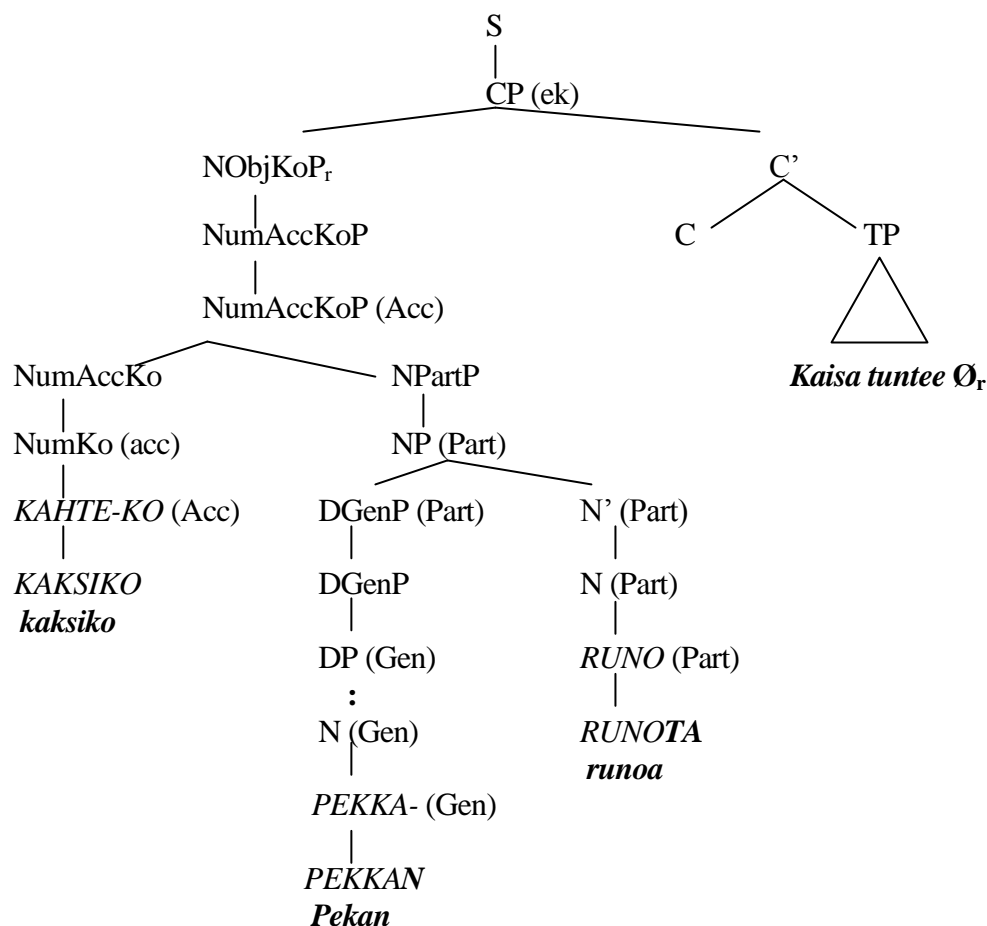 S
CP (ek)
NObjKoPr C’
NumAccKoP C TP
NumAccKoP (Acc)
NumAccKo NPartP Kaisa tuntee Ør
NumKo (acc) NP (Part)
KAHTE-KO (Acc) DGenP (Part) N’ (Part)
KAKSIKO DGenP N (Part)
kaksiko
DP (Gen) RUNO (Part)
:
N (Gen) RUNOTA
runoa
PEKKA- (Gen)
PEKKAN
Pekan